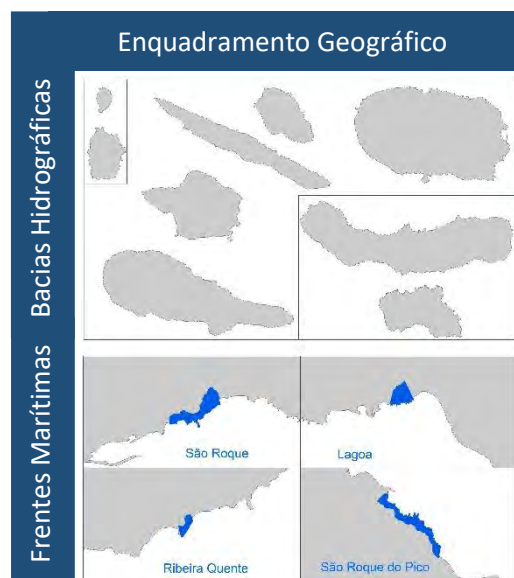 Enquadramento Geográfico
Bacias Hidrográficas
Frentes Marítimas
São Roque
Lagoa
Ribeira Quente
São Roque do Pico